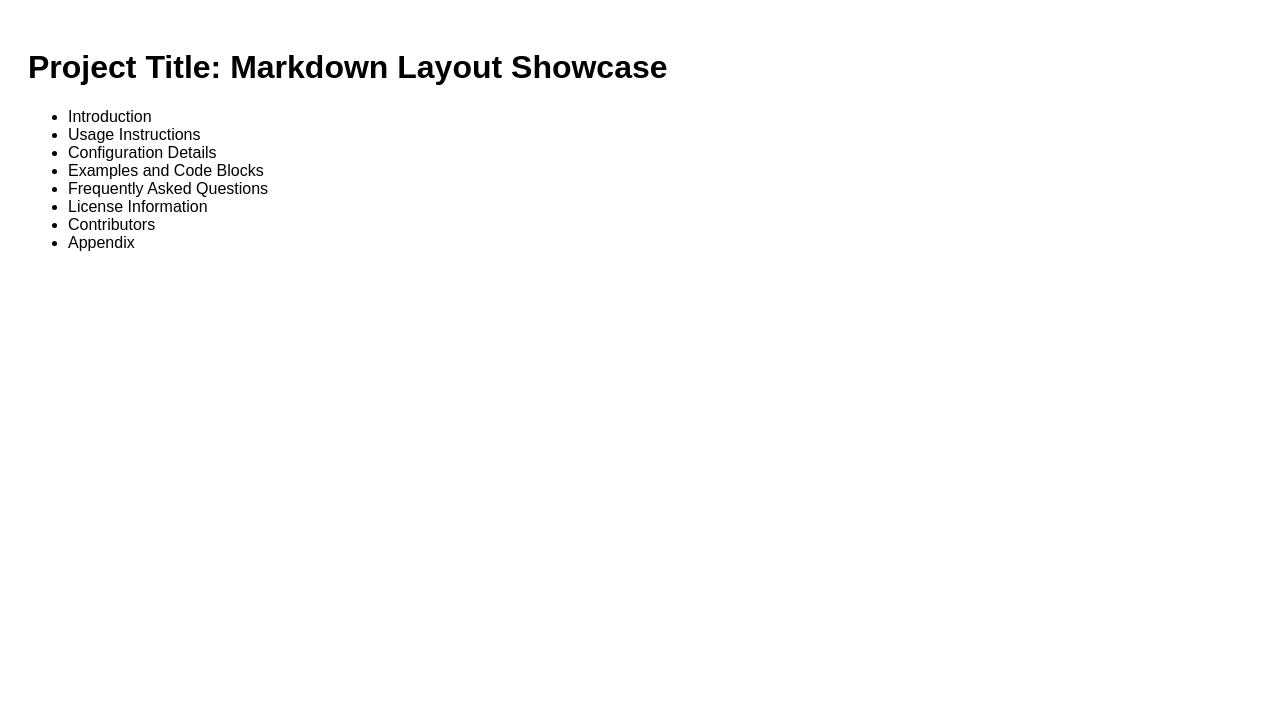 Project Title: Markdown Layout Showcase
Introduction
Usage Instructions
Configuration Details
Examples and Code Blocks
Frequently Asked Questions
License Information
Contributors
Appendix